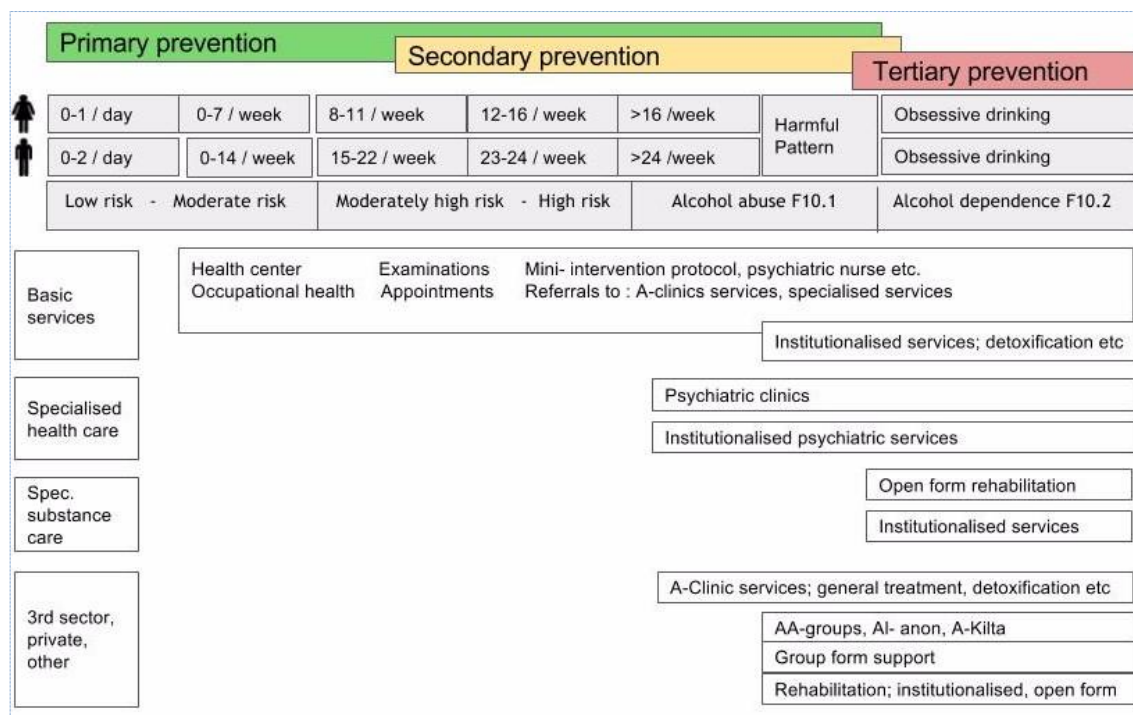 Primary prevention
Secondary prevention
Tertiary prevention
0-1 / day
0-7 / week
8-11 / week
12-16 / week
>16 /week
Harmful
Pattern
Obsessive drinking
0-2 / day
0-14 / week
15-22 / week
23-24 / week
>24 /week
Obsessive drinking
Low risk - Moderate risk
Moderately high risk - High risk
Alcohol abuse F10.1
Alcohol dependence F10.2
Basic
services
Health center Examinations Mini- intervention protocol, psychiatric nurse etc.
Occupational health Appointments Referrals to : A-clinics services, specialised services
Institutionalised services; detoxification etc
Specialised
health care
Psychiatric clinics
Institutionalised psychiatric services
Spec.
substance
care
Open form rehabilitation
Institutionalised services
3rd sector,
private,
other
A-Clinic services; general treatment, detoxification etc
AA-groups, Al- anon, A-Kilta
Group form support
Rehabilitation; institutionalised, open form